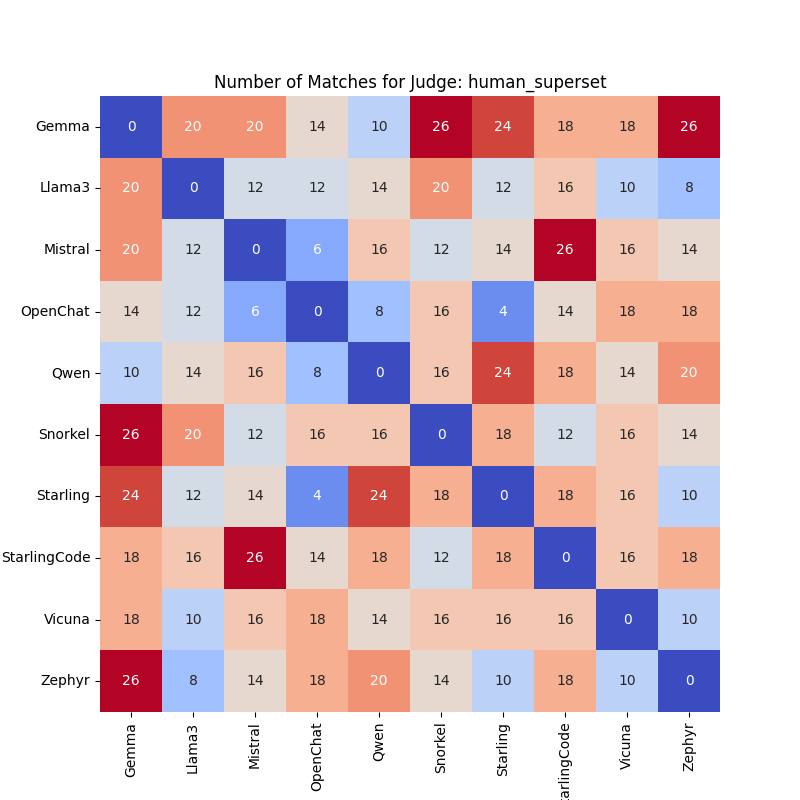 Number of Matches for Judge: human_superset
Gemma 0 20 20 14 10 26 24 18 18 26
Llama3 20 0 12 12 14 20 12 16 10 8
Mistral 20 12 0 6 16 12 14 26 16 14
OpenChat 14 12 6 0 8 16 4 14 18 18
Qwen 10 14 16 8 0 16 24 18 14 20
Snorkel 26 20 12 16 16 0 18 12 16 14
Starling 24 12 14 4 24 18 0 18 16 10
StarlingCode 18 16 26 14 18 12 18 0 16 18
Vicuna 18 10 16 18 14 16 16 16 0 10
Zephyr 26 8 14 18 20 14 10 18 10 0
Gemma Llama3 Mistral OpenChat Qwen Snorkel Starling arlingCode Vicuna Zephyr